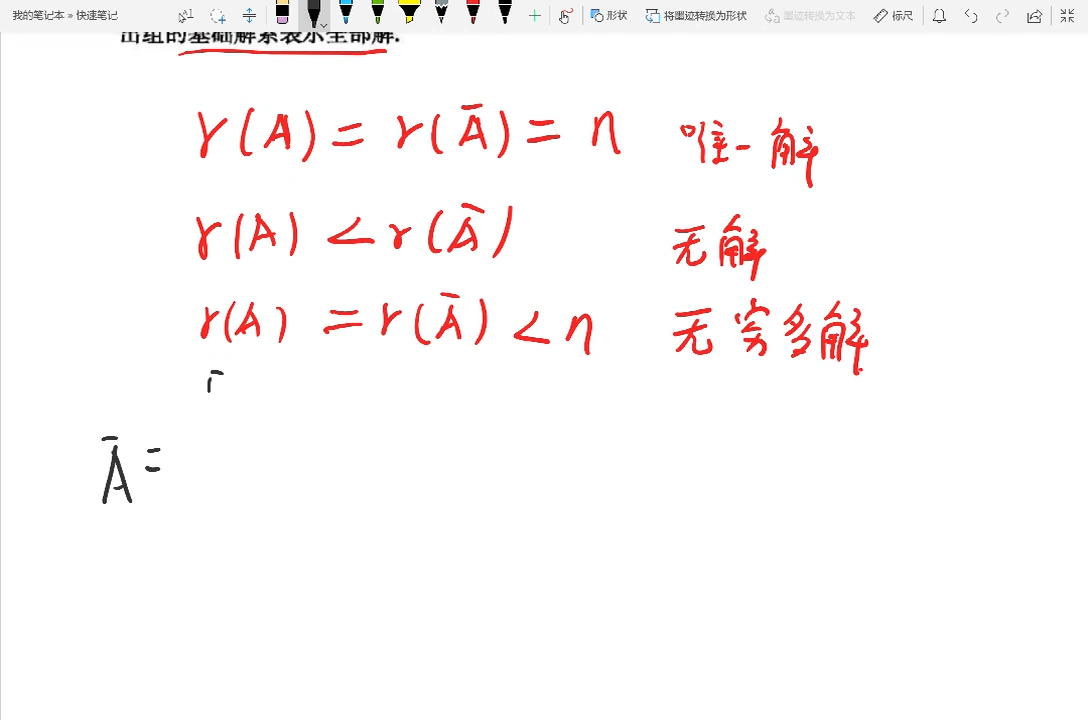 我的笔记本 » 快速笔记
形状
将墨迹转换为形状
墨迹转换为文本
标尺
出组的基础解系表示全部解.
r(A) = r(Ā) = n 唯一解
r(A) < r(Ā) 无解
r(A) = r(Ā) < n 无穷多解
Ā =